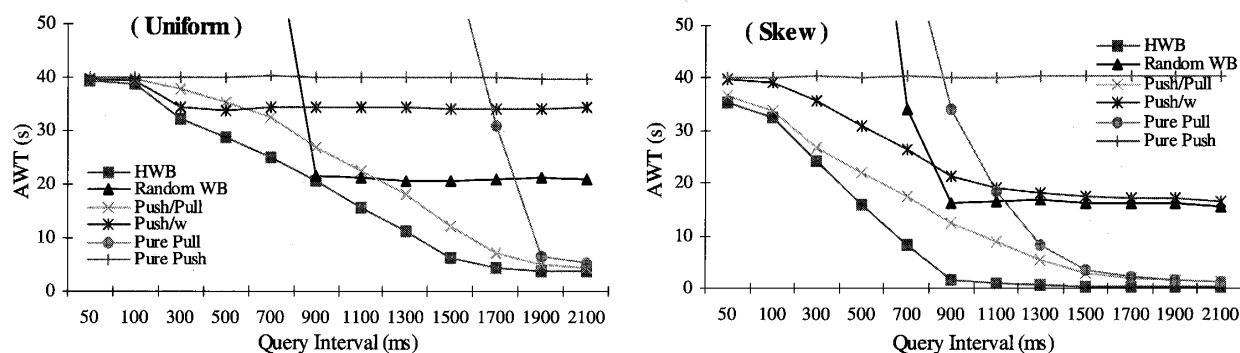 ( Uniform )
50
40
30
20
10
0
AWT (s)
HWB
Random WB
Push/Pull
Push/w
Pure Pull
Pure Push
50 100 300 500 700 900 1100 1300 1500 1700 1900 2100
Query Interval (ms)
( Skew )
50
40
30
20
10
0
AWT (s)
HWB
Random WB
Push/Pull
Push/w
Pure Pull
Pure Push
50 100 300 500 700 900 1100 1300 1500 1700 1900 2100
Query Interval (ms)